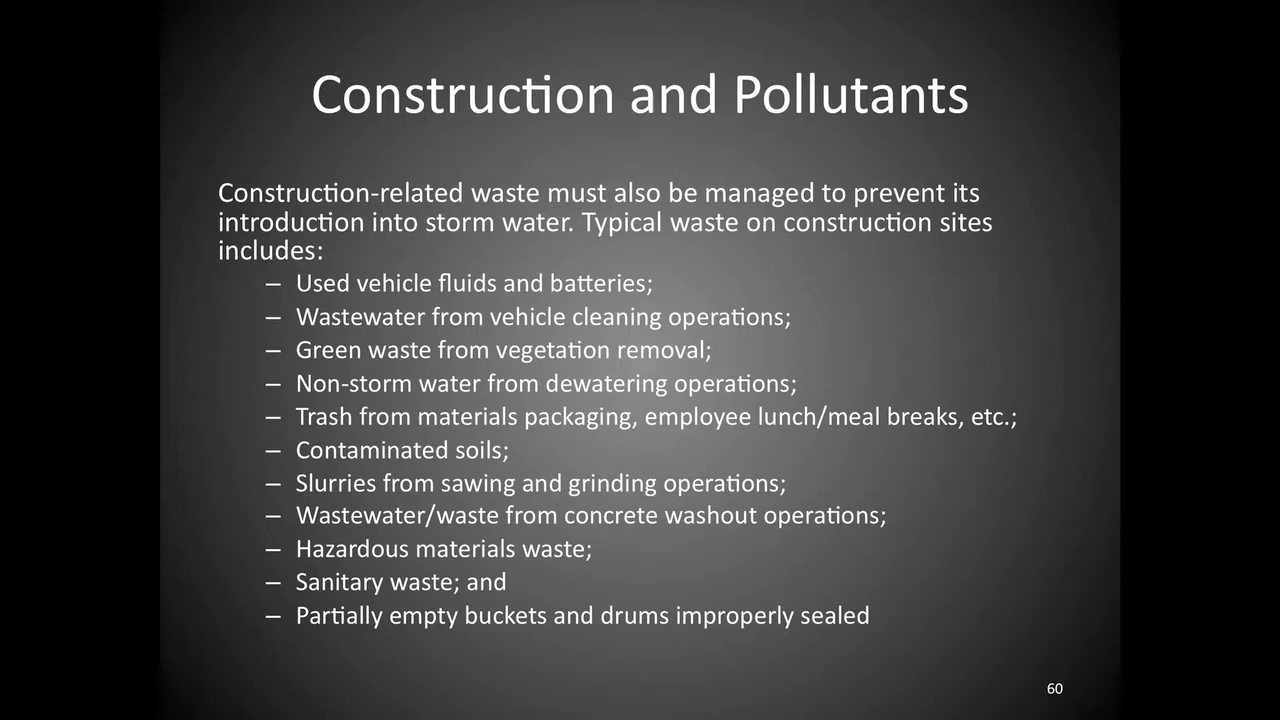 Construction and Pollutants
Construction-related waste must also be managed to prevent its
introduction into storm water. Typical waste on construction sites
includes:
– Used vehicle fluids and batteries;
– Wastewater from vehicle cleaning operations;
– Green waste from vegetation removal;
– Non-storm water from dewatering operations;
– Trash from materials packaging, employee lunch/meal breaks, etc.;
– Contaminated soils;
– Slurries from sawing and grinding operations;
– Wastewater/waste from concrete washout operations;
– Hazardous materials waste;
– Sanitary waste; and
– Partially empty buckets and drums improperly sealed
60